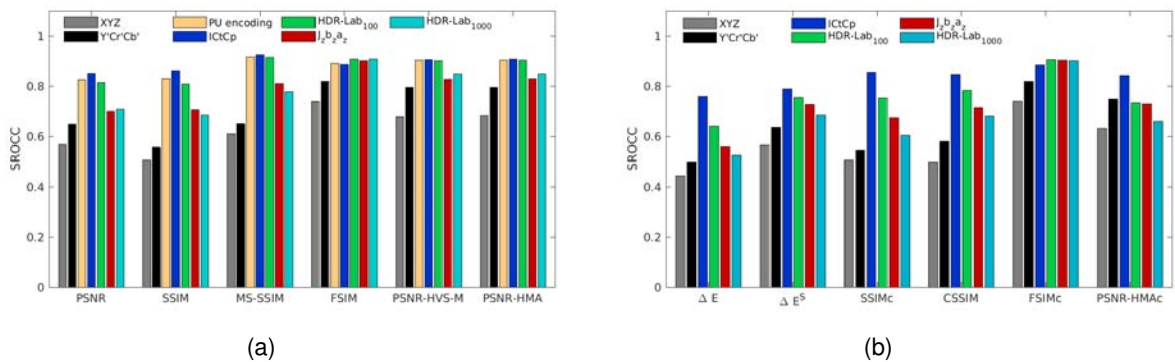 XYZ
Y'Cr'Cb'
PU encoding
ICtCp
HDR-Lab100
Jzbzaz
HDR-Lab1000
SROCC
1
0.8
0.6
0.4
0.2
0
PSNR SSIM MS-SSIM FSIM PSNR-HVS-M PSNR-HMA
(a)
XYZ
Y'Cr'Cb'
ICtCp
HDR-Lab100
Jzbzaz
HDR-Lab1000
SROCC
1
0.8
0.6
0.4
0.2
0
Δ E Δ E^S SSIMc CSSIM FSIMc PSNR-HMAc
(b)